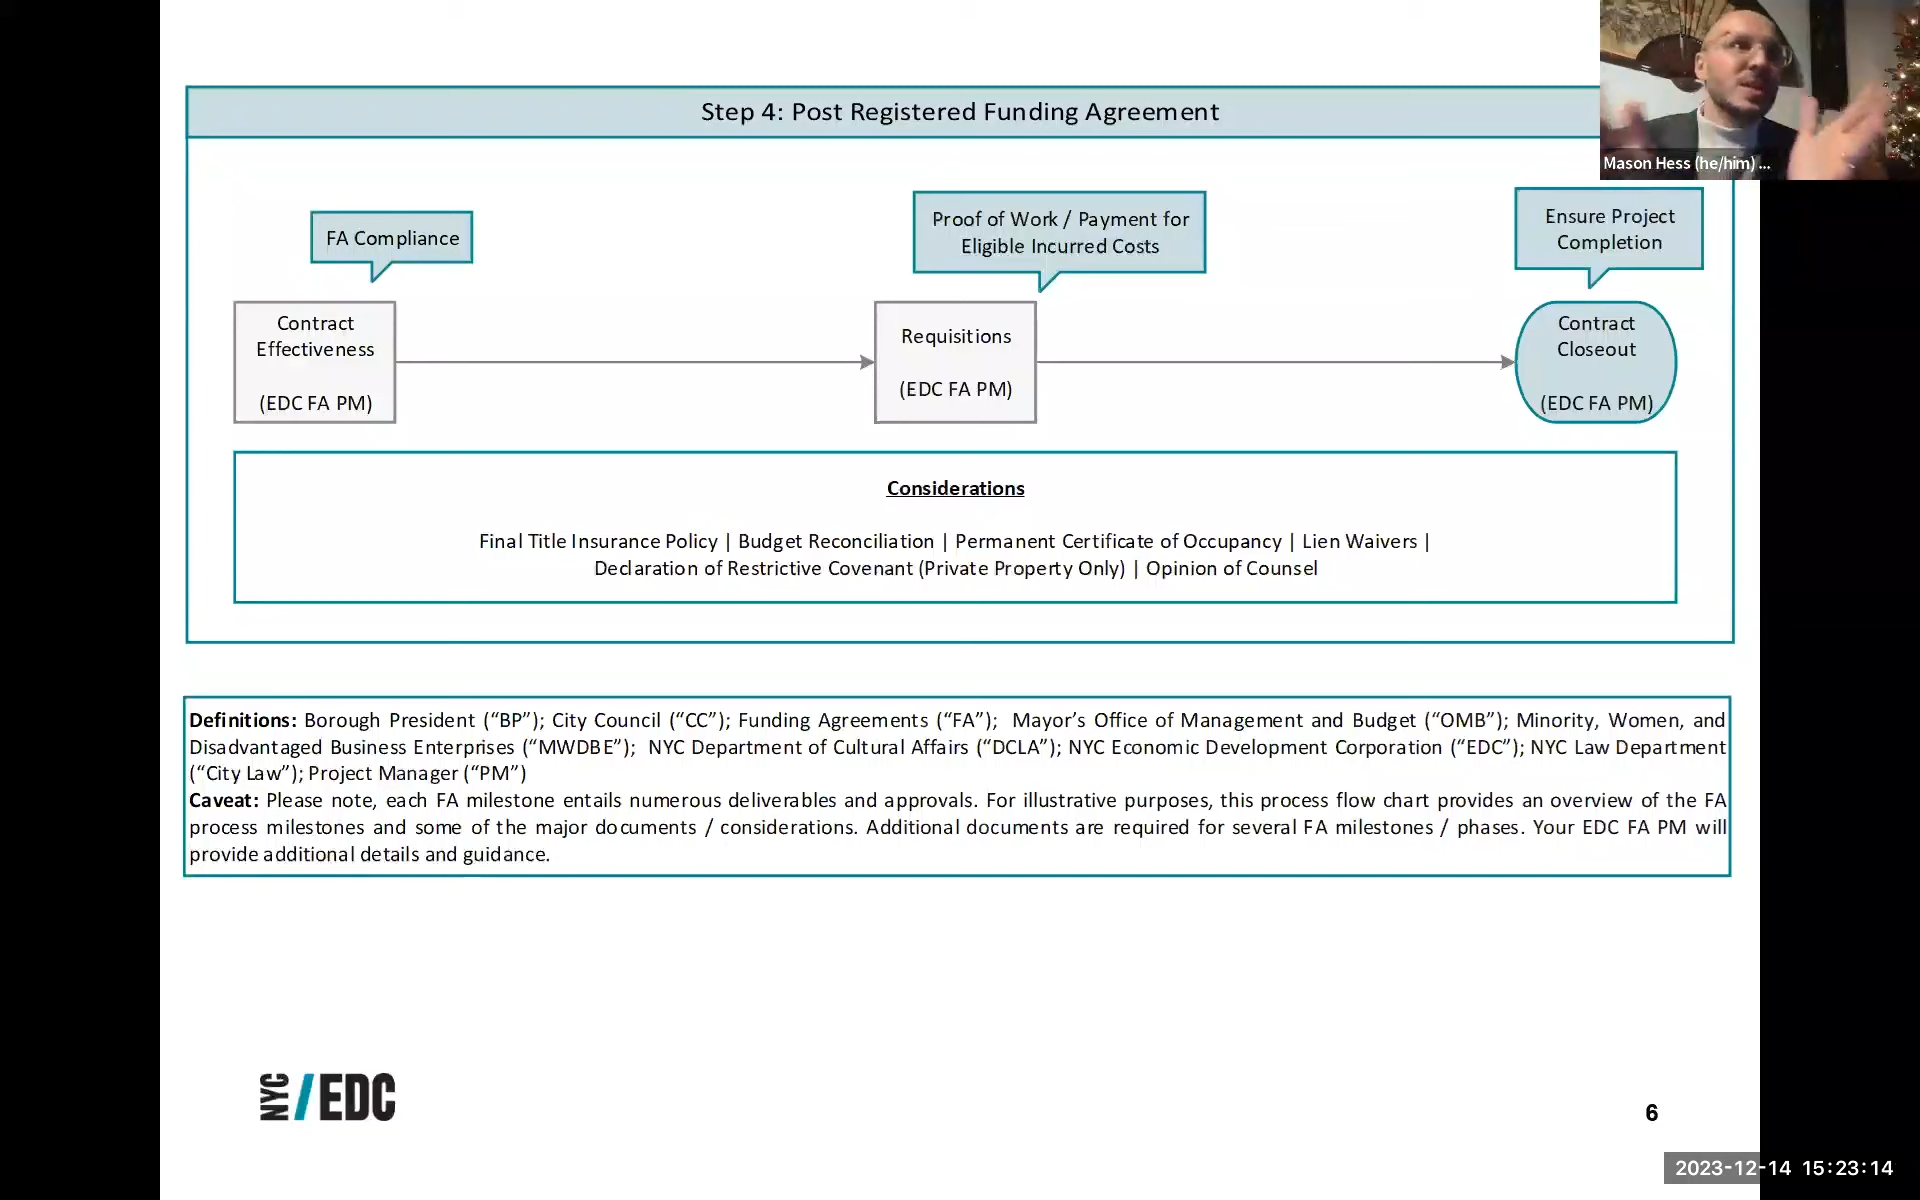 Step 4: Post Registered Funding Agreement
Mason Hess (he/him) ...
FA Compliance
Proof of Work / Payment for
Eligible Incurred Costs
Ensure Project
Completion
Contract
Effectiveness
(EDC FA PM)
Requisitions
(EDC FA PM)
Contract
Closeout
(EDC FA PM)
Considerations
Final Title Insurance Policy | Budget Reconciliation | Permanent Certificate of Occupancy | Lien Waivers |
Declaration of Restrictive Covenant (Private Property Only) | Opinion of Counsel
Definitions: Borough President (“BP”); City Council (“CC”); Funding Agreements (“FA”); Mayor’s Office of Management and Budget (“OMB”); Minority, Women, and
Disadvantaged Business Enterprises (“MWDBE”); NYC Department of Cultural Affairs (“DCLA”); NYC Economic Development Corporation (“EDC”); NYC Law Department
(“City Law”); Project Manager (“PM”)
Caveat: Please note, each FA milestone entails numerous deliverables and approvals. For illustrative purposes, this process flow chart provides an overview of the FA
process milestones and some of the major documents / considerations. Additional documents are required for several FA milestones / phases. Your EDC FA PM will
provide additional details and guidance.
NYC/EDC
6
2023-12-14 15:23:14